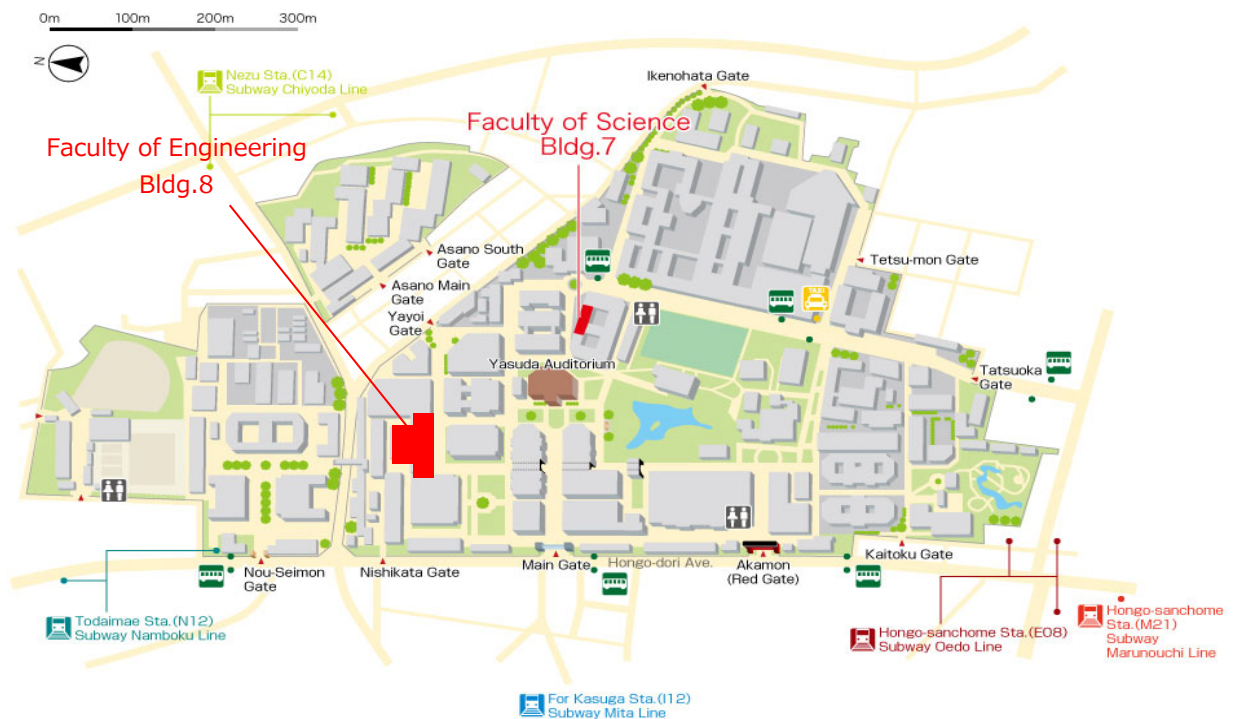 0m 100m 200m 300m
N
Nezu Sta.(C14)
Subway Chiyoda Line
Ikenohata Gate
Faculty of Science
Bldg.7
Faculty of Engineering
Bldg.8
Asano South
Gate
Asano Main
Gate
Yayoi
Gate
Tetsu-mon Gate
TAXI
Yasuda Auditorium
Tatsuoka
Gate
Nou-Seimon
Gate
Nishikata Gate
Main Gate
Hongo-dori Ave.
Akamon
(Red Gate)
Kaitoku Gate
Todaimae Sta.(N12)
Subway Namboku Line
Hongo-sanchome Sta.(E08)
Subway Oedo Line
Hongo-sanchome
Sta.(M21)
Subway
Marunouchi Line
For Kasuga Sta.(I12)
Subway Mita Line